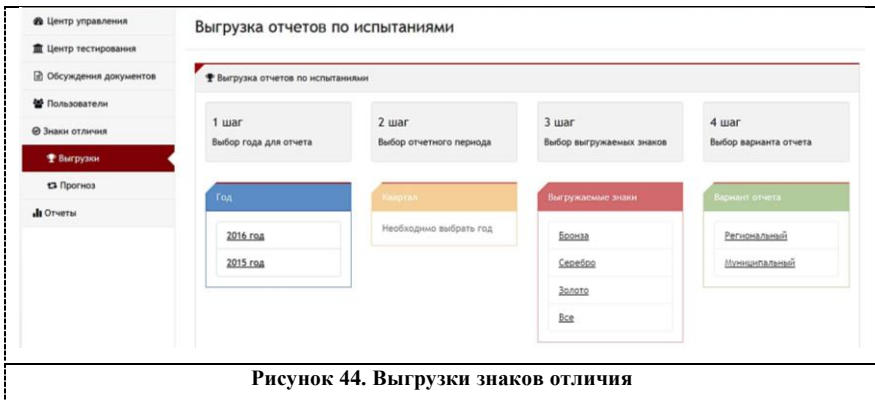 Центр управления
Центр тестирования
Обсуждения документов
Пользователи
Знаки отличия
Выгрузки
Прогноз
Отчеты
Выгрузка отчетов по испытаниями
Выгрузка отчетов по испытаниями
1 шаг
Выбор года для отчета
2 шаг
Выбор отчетного периода
3 шаг
Выбор выгружаемых знаков
4 шаг
Выбор варианта отчета
Год
2016 год
2015 год
Квартал
Необходимо выбрать год
Выгружаемые знаки
Бронза
Серебро
Золото
Все
Вариант отчета
Региональный
Муниципальный
Рисунок 44. Выгрузки знаков отличия